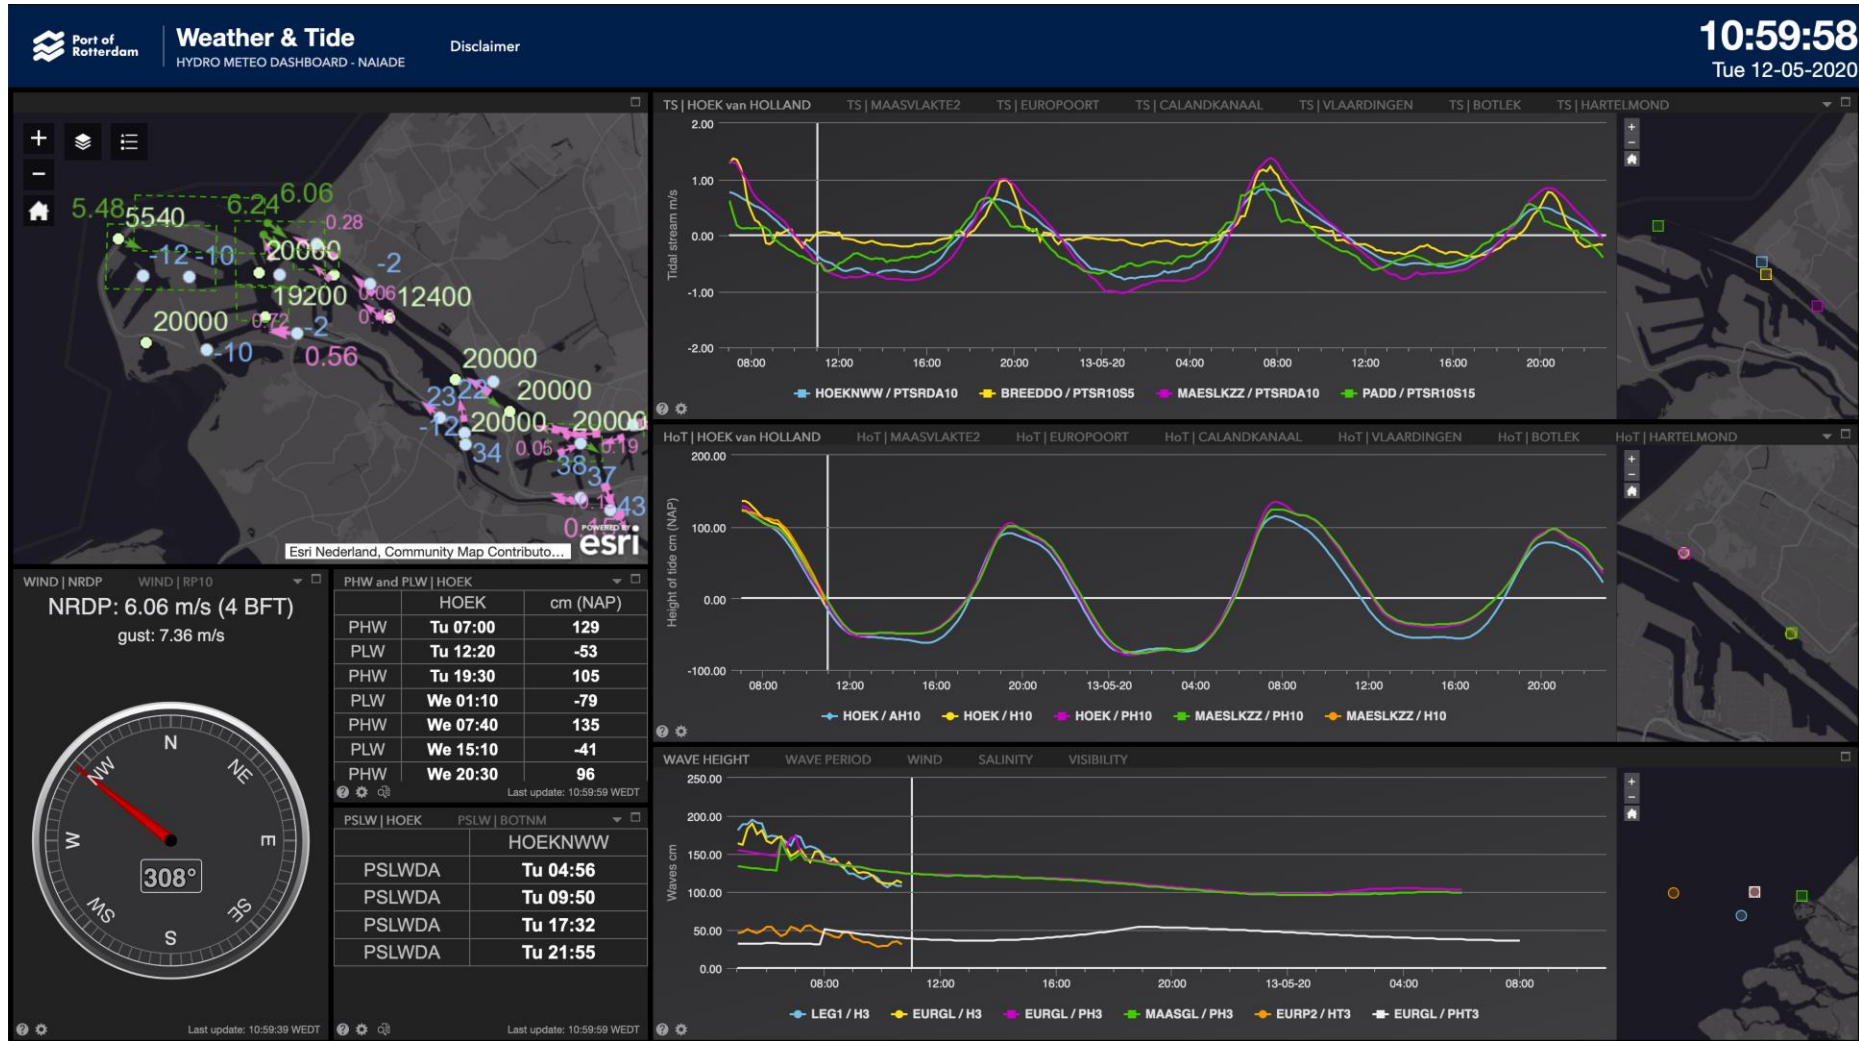 Port of
Rotterdam
Weather & Tide
HYDRO METEO DASHBOARD - NAIADE
Disclaimer
10:59:58
Tue 12-05-2020
5.48
5540
6.24
6.06
0.28
-12
-10
20000
-2
0.06
12400
19200
0.72
-2
20000
-10
0.56
20000
23
22
20000
-12
20000
20000
34
0.05
0.19
38
37
43
POWERED BY
esri
Esri Nederland, Community Map Contributo...
WIND | NRDP
WIND | RP10
NRDP: 6.06 m/s (4 BFT)
gust: 7.36 m/s
N
NE
E
SE
S
SW
W
NW
308°
Last update: 10:59:39 WEDT
PHW and PLW | HOEK
HOEK cm (NAP)
PHW Tu 07:00 129
PLW Tu 12:20 -53
PHW Tu 19:30 105
PLW We 01:10 -79
PHW We 07:40 135
PLW We 15:10 -41
PHW We 20:30 96
Last update: 10:59:59 WEDT
PSLW | HOEK
PSLW | BOTNM
HOEKNWW
PSLWDA Tu 04:56
PSLWDA Tu 09:50
PSLWDA Tu 17:32
PSLWDA Tu 21:55
Last update: 10:59:59 WEDT
TS | HOEK van HOLLAND TS | MAASVLAKTE2 TS | EUROPOORT TS | CALANDKANAAL TS | VLAARDINGEN TS | BOTLEK TS | HARTELMOND
Tidal stream m/s
2.00
1.00
0.00
-1.00
-2.00
08:00 12:00 16:00 20:00 13-05-20 04:00 08:00 12:00 16:00 20:00
HOEKNWW / PTSRDA10 BREEDDO / PTSR10S5 MAESLKZZ / PTSRDA10 PADD / PTSR10S15
HoT | HOEK van HOLLAND HoT | MAASVLAKTE2 HoT | EUROPOORT HoT | CALANDKANAAL HoT | VLAARDINGEN HoT | BOTLEK HoT | HARTELMOND
Height of tide cm (NAP)
200.00
100.00
0.00
-100.00
08:00 12:00 16:00 20:00 13-05-20 04:00 08:00 12:00 16:00 20:00
HOEK / AH10 HOEK / H10 HOEK / PH10 MAESLKZZ / PH10 MAESLKZZ / H10
WAVE HEIGHT WAVE PERIOD WIND SALINITY VISIBILITY
Waves cm
250.00
200.00
150.00
100.00
50.00
0.00
08:00 12:00 16:00 20:00 13-05-20 04:00 08:00
LEG1 / H3 EURGL / H3 EURGL / PH3 MAASGL / PH3 EURP2 / HT3 EURGL / PHT3